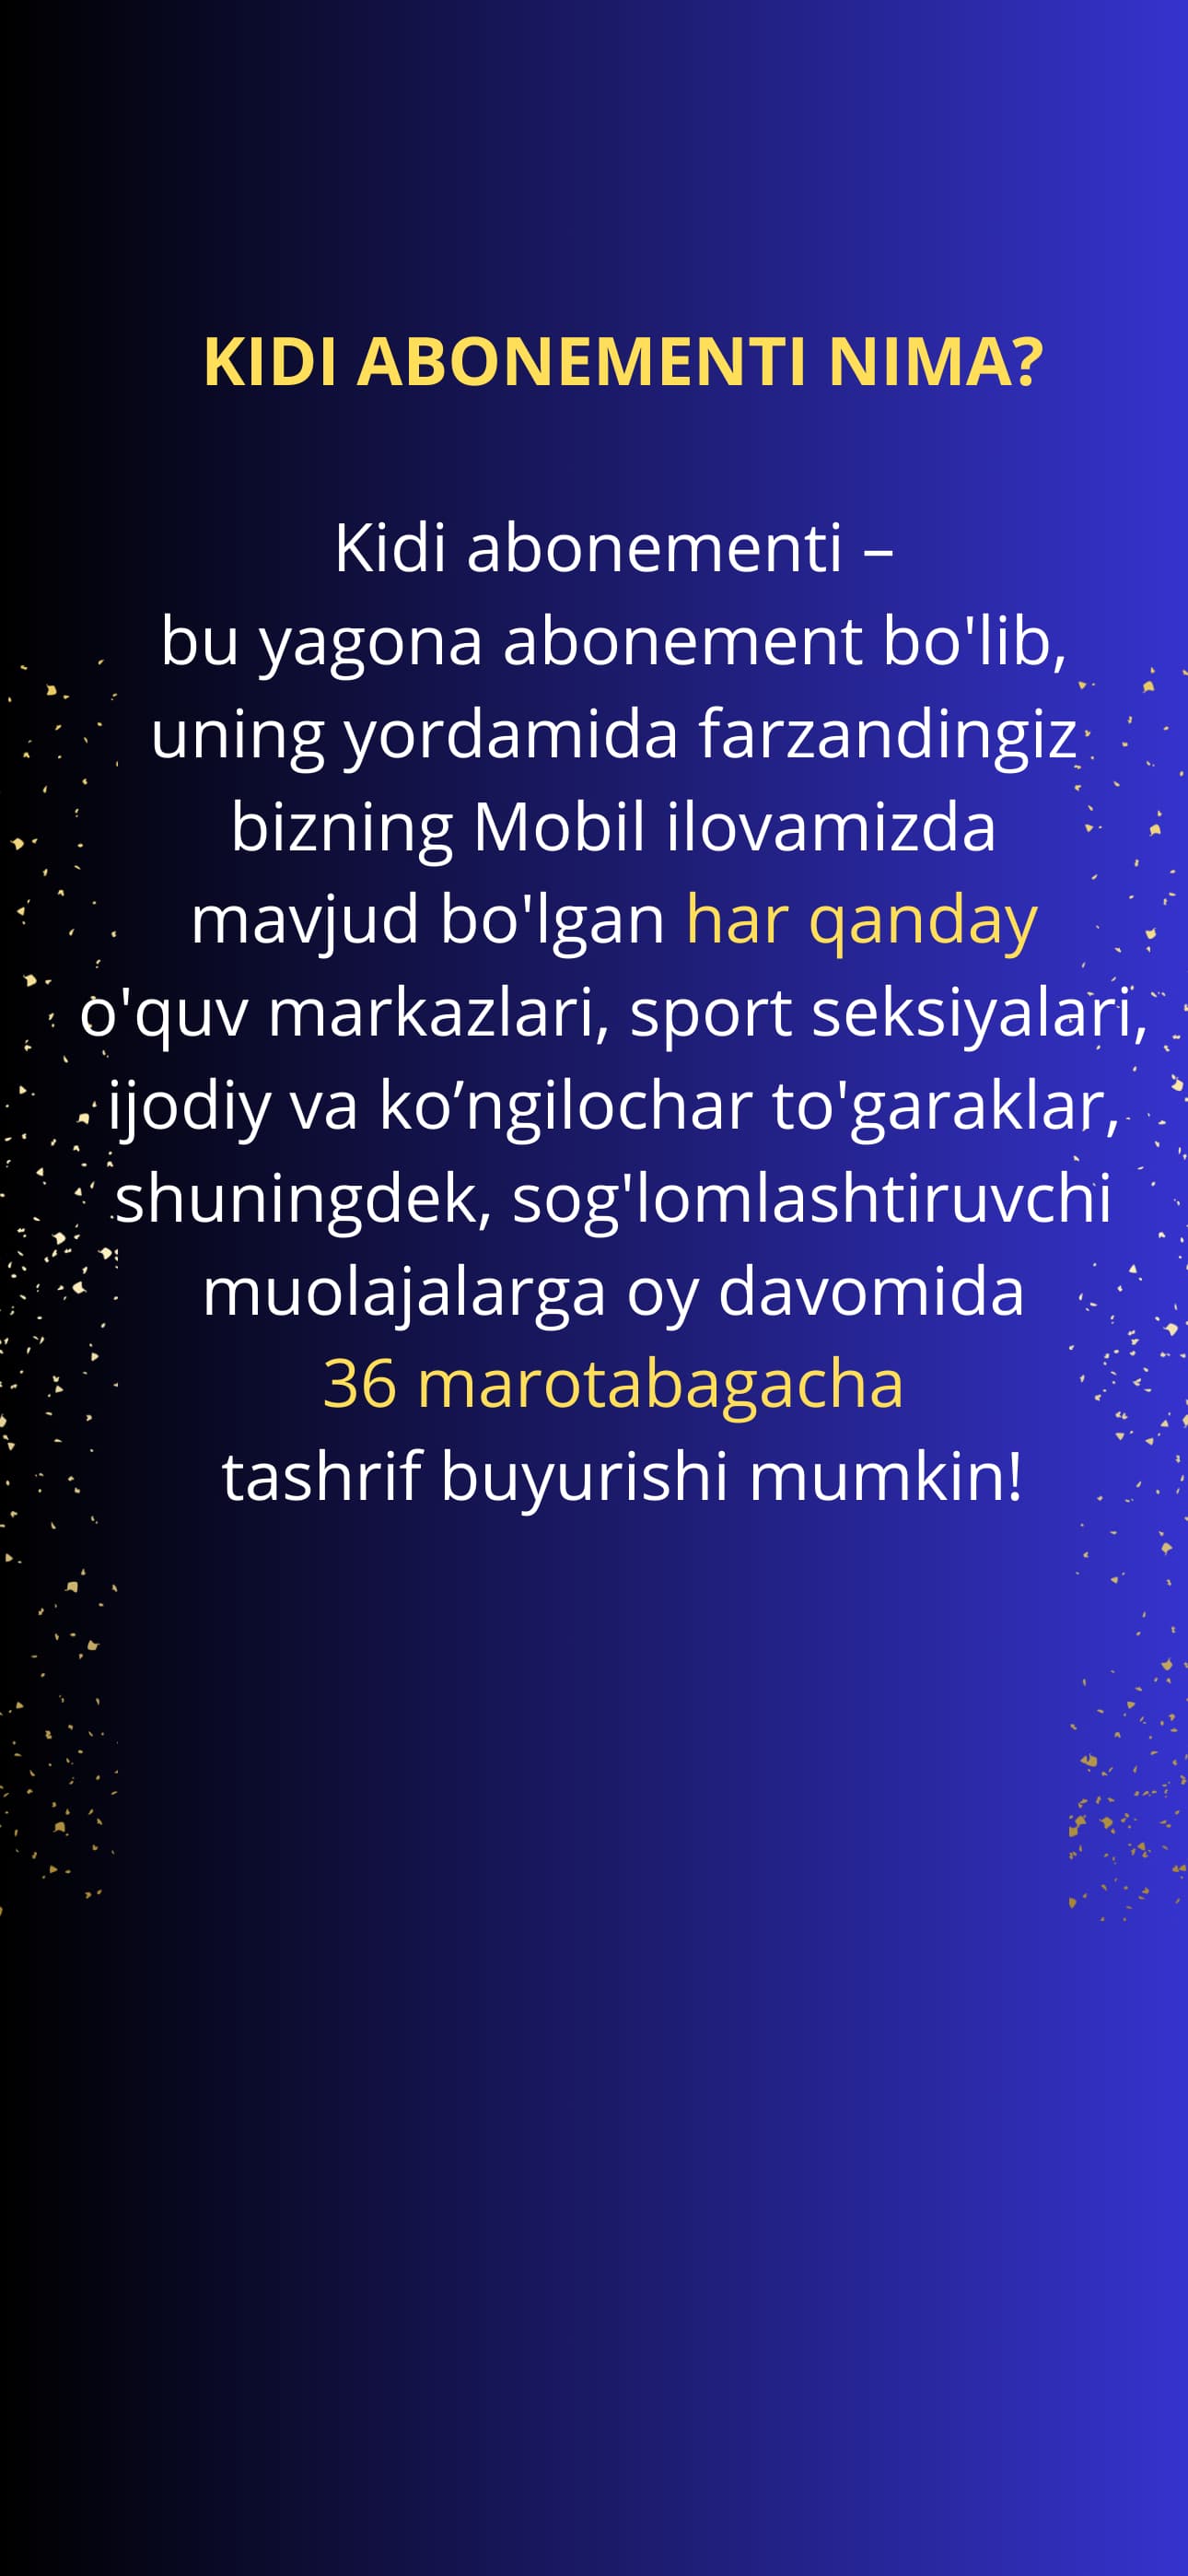 KIDI ABONEMENTI NIMA?
Kidi abonementi –
bu yagona abonement bo'lib,
uning yordamida farzandingiz
bizning Mobil ilovamizda
mavjud bo'lgan har qanday
o'quv markazlari, sport seksiyalari,
ijodiy va ko’ngilochar to'garaklar,
shuningdek, sog'lomlashtiruvchi
muolajalarga oy davomida
36 marotabagacha
tashrif buyurishi mumkin!